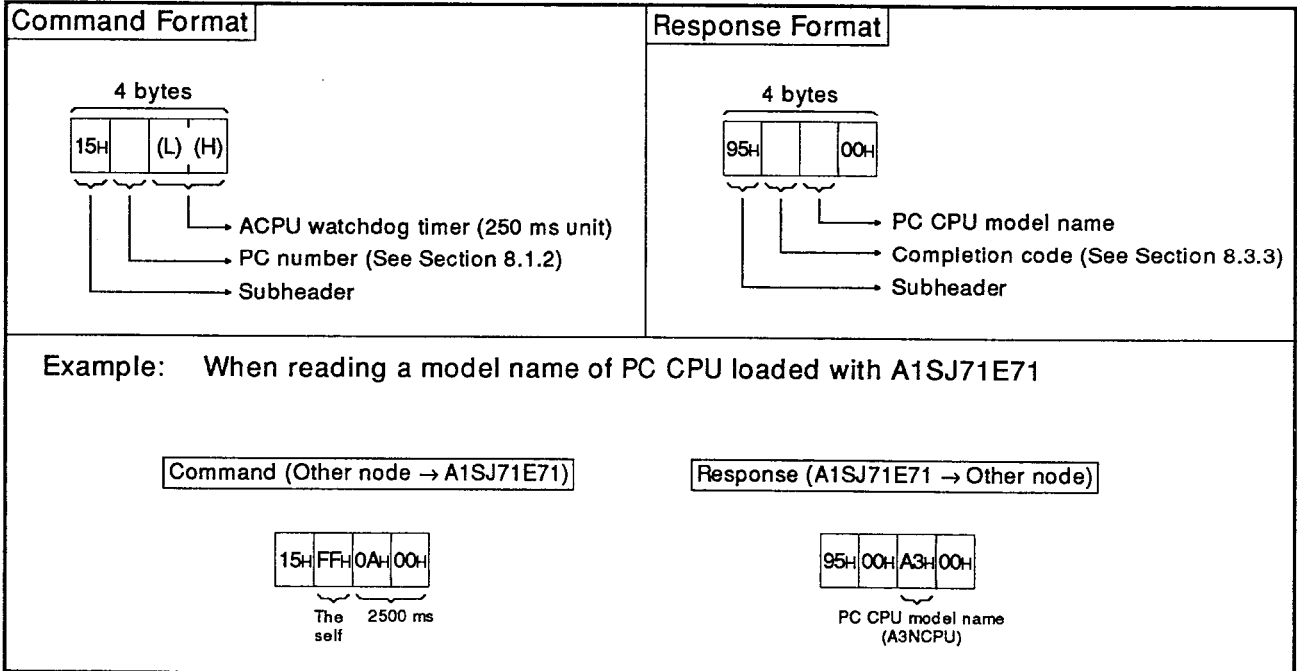 Command Format
4 bytes
15H (L) (H)
ACPU watchdog timer (250 ms unit)
PC number (See Section 8.1.2)
Subheader
Response Format
4 bytes
95H 00H
PC CPU model name
Completion code (See Section 8.3.3)
Subheader
Example: When reading a model name of PC CPU loaded with A1SJ71E71
Command (Other node → A1SJ71E71)
15H FFH 0AH 00H
The self
2500 ms
Response (A1SJ71E71 → Other node)
95H 00H A3H 00H
PC CPU model name
(A3NCPU)